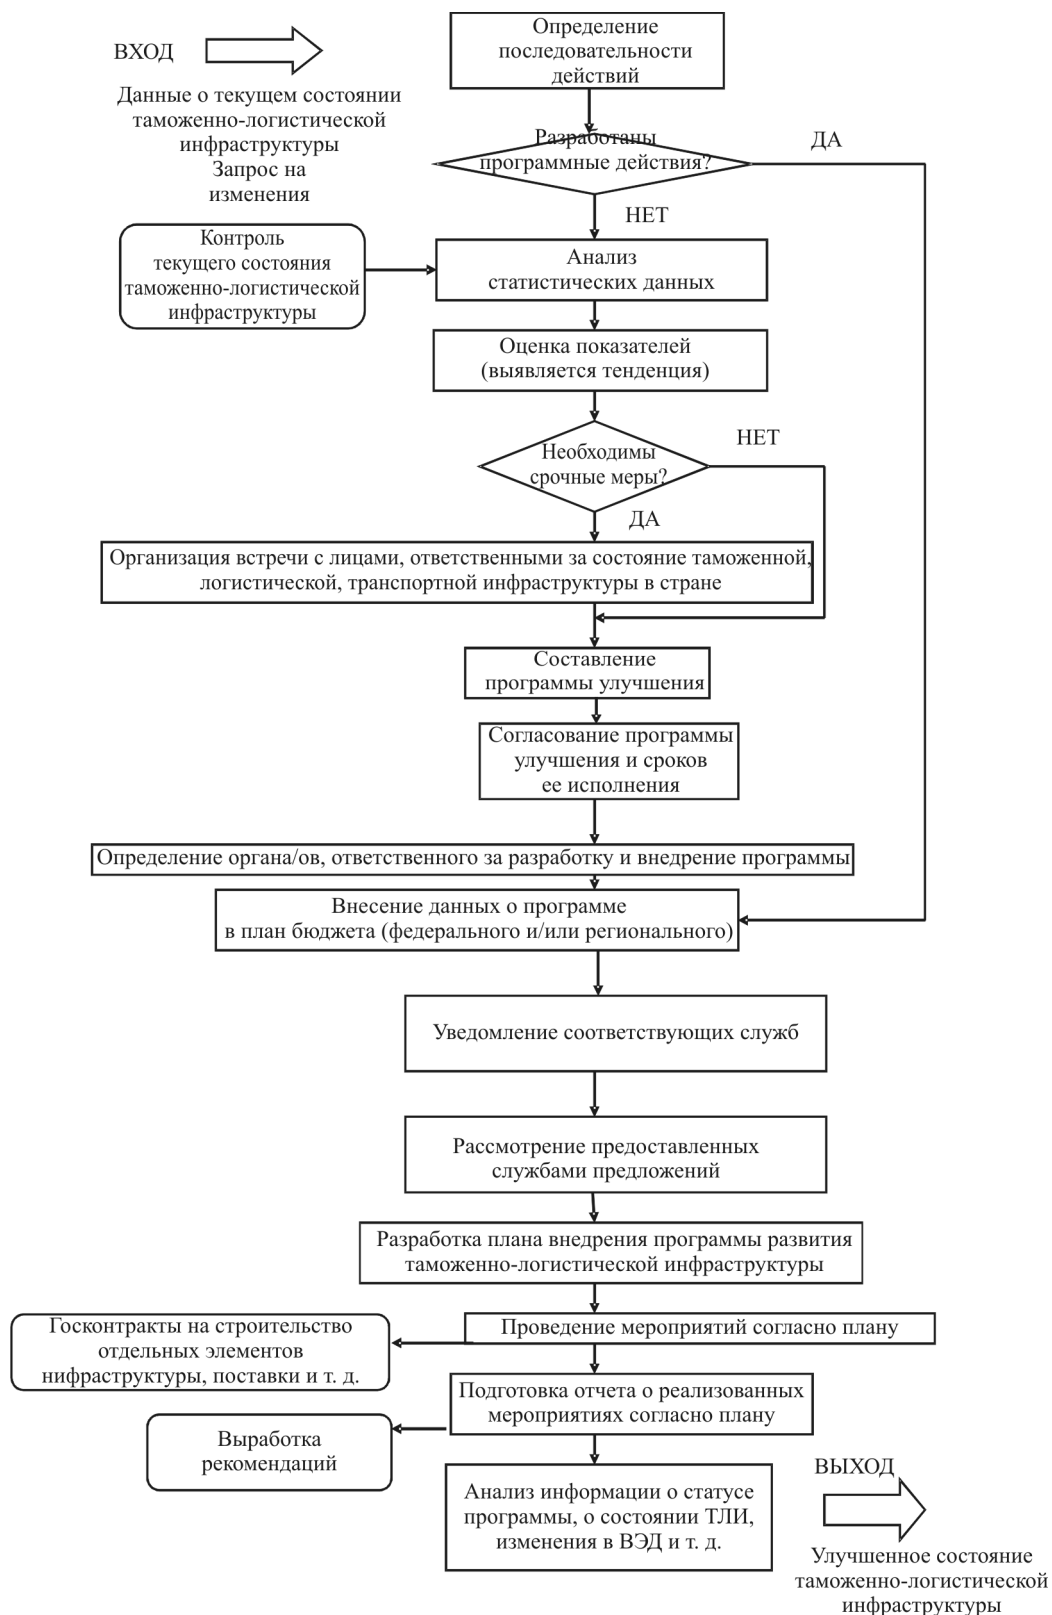 Определение
последовательности
действий
ВХОД
Данные о текущем состоянии
таможенно-логистической
инфраструктуры
Запрос на
изменения
Разработаны
программные действия?
ДА
НЕТ
Контроль
текущего состояния
таможенно-логистической
инфраструктуры
Анализ
статистических данных
Оценка показателей
(выявляется тенденция)
Необходимы
срочные меры?
НЕТ
ДА
Организация встречи с лицами, ответственными за состояние таможенной,
логистической, транспортной инфраструктуры в стране
Составление
программы улучшения
Согласование программы
улучшения и сроков
ее исполнения
Определение органа/ов, ответственного за разработку и внедрение программы
Внесение данных о программе
в план бюджета (федерального и/или регионального)
Уведомление соответствующих служб
Рассмотрение предоставленных
службами предложений
Разработка плана внедрения программы развития
таможенно-логистической инфраструктуры
Проведение мероприятий согласно плану
Госконтракты на строительство
отдельных элементов
нифраструктуры, поставки и т. д.
Подготовка отчета о реализованных
мероприятиях согласно плану
Выработка
рекомендаций
Анализ информации о статусе
программы, о состоянии ТЛИ,
изменения в ВЭД и т. д.
ВЫХОД
Улучшенное состояние
таможенно-логистической
инфраструктуры